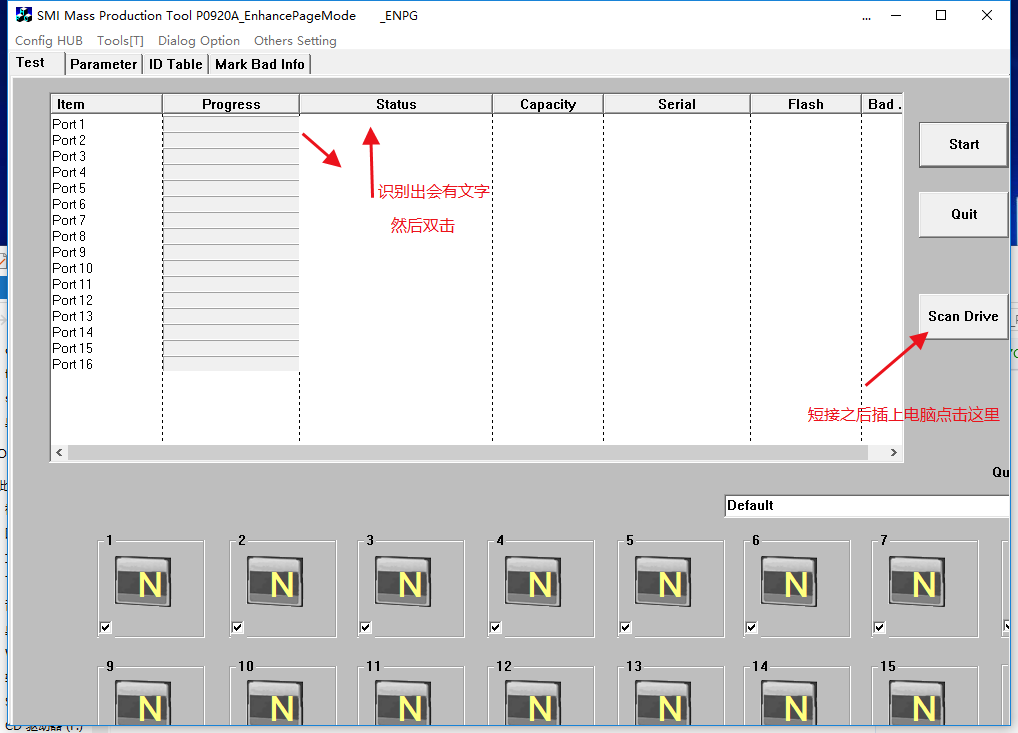 SMI Mass Production Tool P0920A_EnhancePageMode _ENPG
...
Config HUB Tools[T] Dialog Option Others Setting
Test Parameter ID Table Mark Bad Info
Item Progress Status Capacity Serial Flash Bad .
Port 1
Port 2
Port 3
Port 4
Port 5
Port 6
Port 7
Port 8
Port 9
Port 10
Port 11
Port 12
Port 13
Port 14
Port 15
Port 16
识别出会有文字
然后双击
Start
Quit
Scan Drive
短接之后插上电脑点击这里
Qu
Default
1 2 3 4 5 6 7
N N N N N N N
9 10 11 12 13 14 15
N N N N N N N